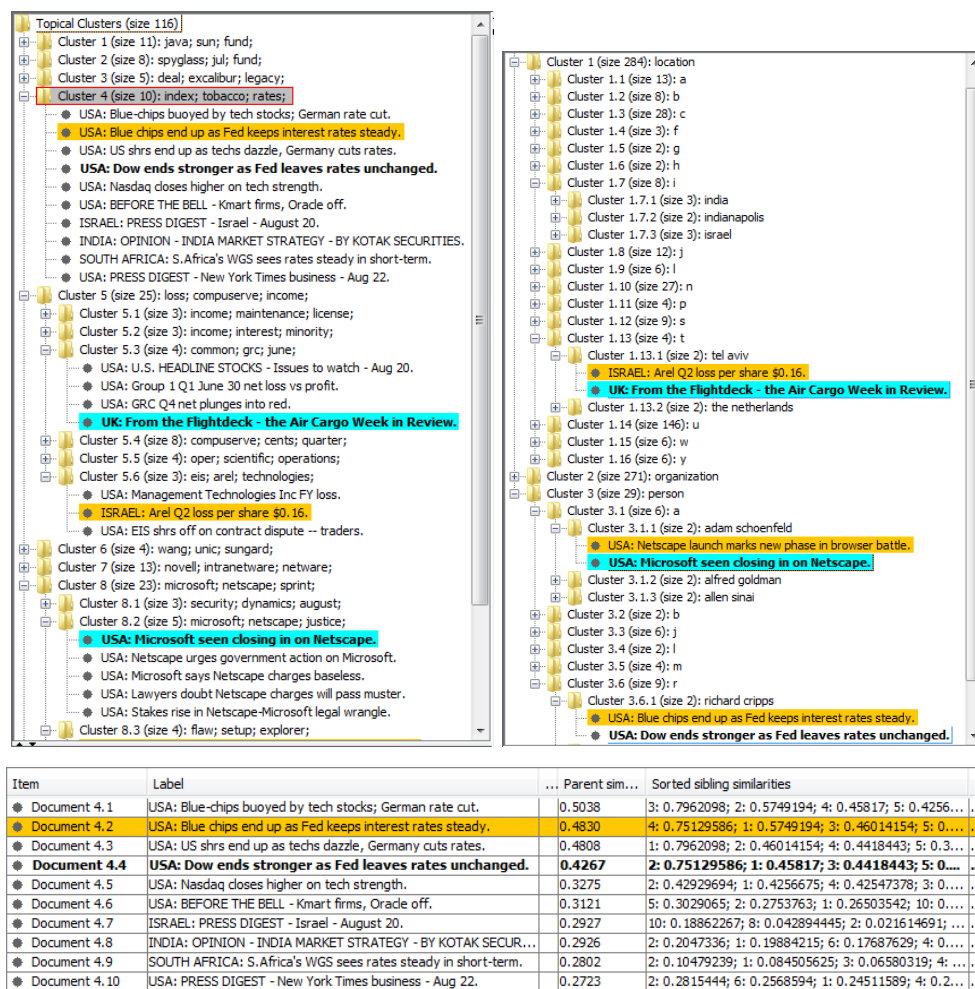 Topical Clusters (size 116)
Cluster 1 (size 11): java; sun; fund;
Cluster 2 (size 8): spyglass; jul; fund;
Cluster 3 (size 5): deal; excalibur; legacy;
Cluster 4 (size 10): index; tobacco; rates;
USA: Blue-chips buoyed by tech stocks; German rate cut.
USA: Blue chips end up as Fed keeps interest rates steady.
USA: US shrs end up as techs dazzle, Germany cuts rates.
USA: Dow ends stronger as Fed leaves rates unchanged.
USA: Nasdaq closes higher on tech strength.
USA: BEFORE THE BELL - Kmart firms, Oracle off.
ISRAEL: PRESS DIGEST - Israel - August 20.
INDIA: OPINION - INDIA MARKET STRATEGY - BY KOTAK SECURITIES.
SOUTH AFRICA: S.Africa's WGS sees rates steady in short-term.
USA: PRESS DIGEST - New York Times business - Aug 22.
Cluster 5 (size 25): loss; compuserve; income;
Cluster 5.1 (size 3): income; maintenance; license;
Cluster 5.2 (size 3): income; interest; minority;
Cluster 5.3 (size 4): common; grc; june;
USA: U.S. HEADLINE STOCKS - Issues to watch - Aug 20.
USA: Group 1 Q1 June 30 net loss vs profit.
USA: GRC Q4 net plunges into red.
UK: From the Flightdeck - the Air Cargo Week in Review.
Cluster 5.4 (size 8): compuserve; cents; quarter;
Cluster 5.5 (size 4): oper; scientific; operations;
Cluster 5.6 (size 3): eis; arel; technologies;
USA: Management Technologies Inc FY loss.
ISRAEL: Arel Q2 loss per share $0.16.
USA: EIS shrs off on contract dispute -- traders.
Cluster 6 (size 4): wang; unic; sungard;
Cluster 7 (size 13): novell; intranetware; netware;
Cluster 8 (size 23): microsoft; netscape; sprint;
Cluster 8.1 (size 3): security; dynamics; august;
Cluster 8.2 (size 5): microsoft; netscape; justice;
USA: Microsoft seen closing in on Netscape.
USA: Netscape urges government action on Microsoft.
USA: Microsoft says Netscape charges baseless.
USA: Lawyers doubt Netscape charges will pass muster.
USA: Stakes rise in Netscape-Microsoft legal wrangle.
Cluster 8.3 (size 4): flaw; setup; explorer;
Cluster 1 (size 284): location
Cluster 1.1 (size 13): a
Cluster 1.2 (size 8): b
Cluster 1.3 (size 28): c
Cluster 1.4 (size 3): f
Cluster 1.5 (size 2): g
Cluster 1.6 (size 2): h
Cluster 1.7 (size 8): i
Cluster 1.7.1 (size 3): india
Cluster 1.7.2 (size 2): indianapolis
Cluster 1.7.3 (size 3): israel
Cluster 1.8 (size 12): j
Cluster 1.9 (size 6): l
Cluster 1.10 (size 27): n
Cluster 1.11 (size 4): p
Cluster 1.12 (size 9): s
Cluster 1.13 (size 4): t
Cluster 1.13.1 (size 2): tel aviv
ISRAEL: Arel Q2 loss per share $0.16.
UK: From the Flightdeck - the Air Cargo Week in Review.
Cluster 1.13.2 (size 2): the netherlands
Cluster 1.14 (size 146): u
Cluster 1.15 (size 6): w
Cluster 1.16 (size 6): y
Cluster 2 (size 271): organization
Cluster 3 (size 29): person
Cluster 3.1 (size 6): a
Cluster 3.1.1 (size 2): adam schoenfeld
USA: Netscape launch marks new phase in browser battle.
USA: Microsoft seen closing in on Netscape.
Cluster 3.1.2 (size 2): alfred goldman
Cluster 3.1.3 (size 2): allen sinai
Cluster 3.2 (size 2): b
Cluster 3.3 (size 6): j
Cluster 3.4 (size 2): l
Cluster 3.5 (size 4): m
Cluster 3.6 (size 9): r
Cluster 3.6.1 (size 2): richard cripps
USA: Blue chips end up as Fed keeps interest rates steady.
USA: Dow ends stronger as Fed leaves rates unchanged.
Item Label ... Parent sim... Sorted sibling similarities
Document 4.1 USA: Blue-chips buoyed by tech stocks; German rate cut. 0.5038 3: 0.7962098; 2: 0.5749194; 4: 0.45817; 5: 0.4256...
Document 4.2 USA: Blue chips end up as Fed keeps interest rates steady. 0.4830 4: 0.75129586; 1: 0.5749194; 3: 0.46014154; 5: 0....
Document 4.3 USA: US shrs end up as techs dazzle, Germany cuts rates. 0.4808 1: 0.7962098; 2: 0.46014154; 4: 0.4418443; 5: 0.3...
Document 4.4 USA: Dow ends stronger as Fed leaves rates unchanged. 0.4267 2: 0.75129586; 1: 0.45817; 3: 0.4418443; 5: 0....
Document 4.5 USA: Nasdaq closes higher on tech strength. 0.3275 2: 0.42929694; 1: 0.4256675; 4: 0.42547378; 3: 0....
Document 4.6 USA: BEFORE THE BELL - Kmart firms, Oracle off. 0.3121 5: 0.3029065; 2: 0.2753763; 1: 0.26503542; 10: 0....
Document 4.7 ISRAEL: PRESS DIGEST - Israel - August 20. 0.2927 10: 0.18862267; 8: 0.042894445; 2: 0.021614691; ...
Document 4.8 INDIA: OPINION - INDIA MARKET STRATEGY - BY KOTAK SECUR... 0.2926 2: 0.2047336; 1: 0.19884215; 6: 0.17687629; 4: 0....
Document 4.9 SOUTH AFRICA: S.Africa's WGS sees rates steady in short-term. 0.2802 2: 0.10479239; 1: 0.084505625; 3: 0.06580319; 4: ...
Document 4.10 USA: PRESS DIGEST - New York Times business - Aug 22. 0.2723 2: 0.2815444; 6: 0.2568594; 1: 0.24511589; 4: 0.2...